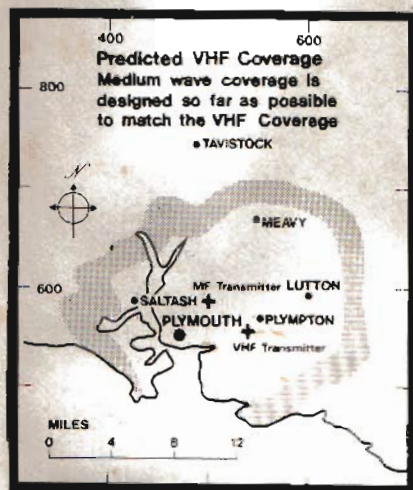 400 600
Predicted VHF Coverage
Medium wave coverage is
designed so far as possible
to match the VHF Coverage
800
TAVISTOCK
N
MEAVY
MF Transmitter LUTTON
600
SALTASH
PLYMOUTH PLYMPTON
VHF Transmitter
MILES
0 4 8 12